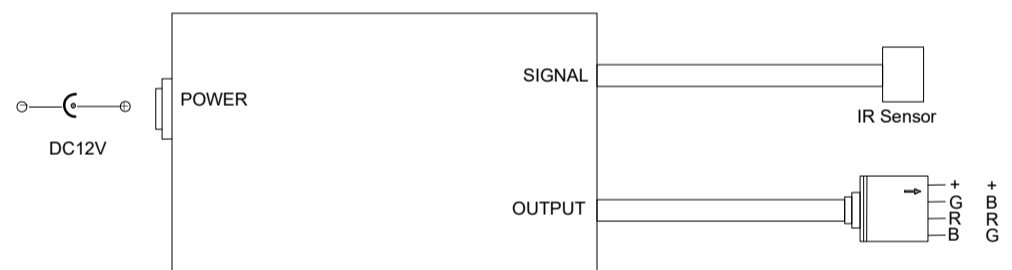 SIGNAL
POWER
IR Sensor
DC12V
+ +
G B
OUTPUT
R R
B G